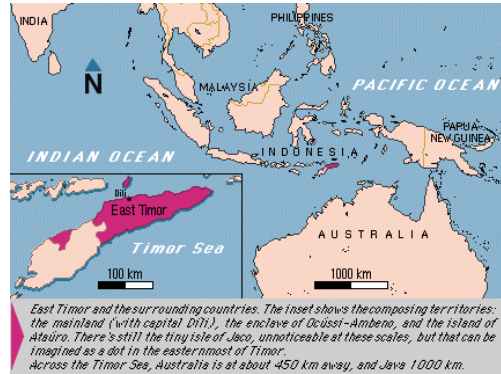 PHILIPPINES
INDIA
N
MALAYSIA
PACIFIC OCEAN
PAPUA
NEW GUINEA
INDONESIA
INDIAN OCEAN
Díli
East Timor
Timor Sea
AUSTRALIA
100 km
1000 km
East Timor and the surrounding countries. The inset shows the composing territories:
the mainland (with capital Díli,), the enclave of Ocússi-Ambeno, and the island of
Ataúro. There's still the tiny isle of Jaco, unnoticeable at these scales, but that can be
imagined as a dot in the easternmost of Timor.
Across the Timor Sea, Australia is at about 450 km away, and Java 1000 km.